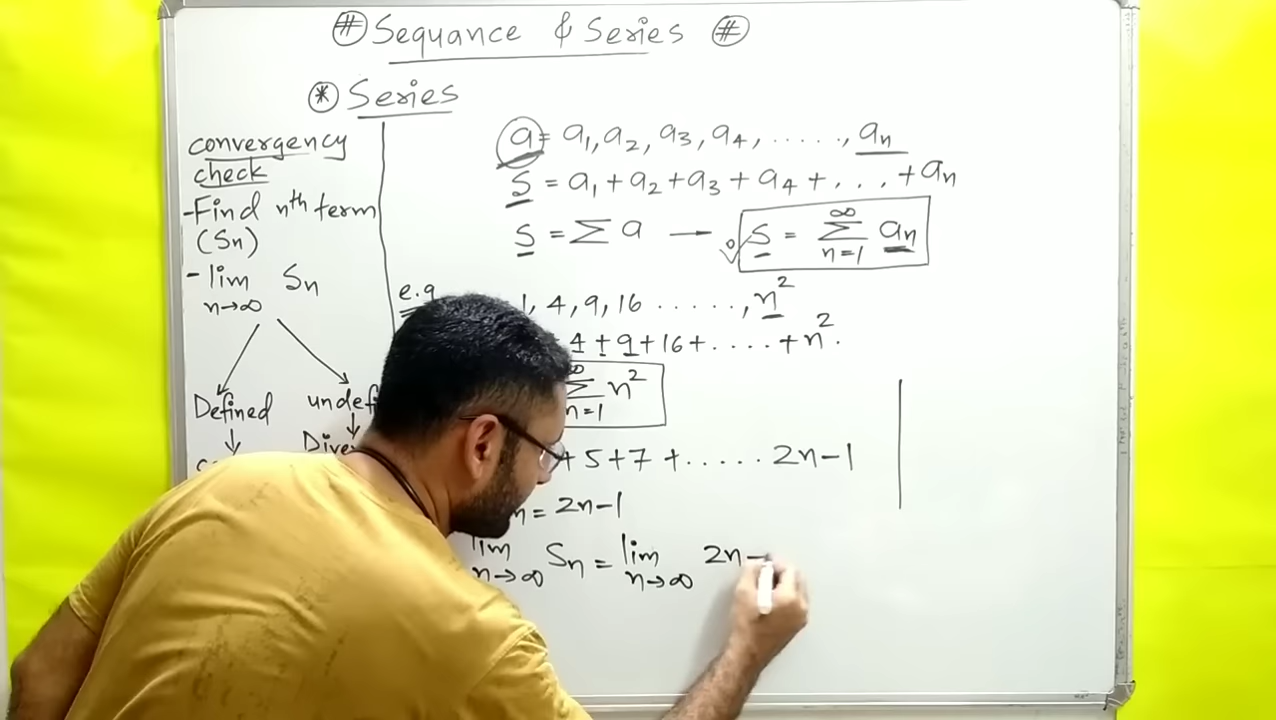 # Sequance & Series #
* Series
convergency
check
- Find nth term
(Sn)
- lim Sn
n→∞
Defined
undef
↓
↓
Dive
a = a₁, a₂, a₃, a₄, ......, aₙ
S = a₁ + a₂ + a₃ + a₄ + . . . . + aₙ
S = Σ a — S = Σ aₙ
∞
n=1
e.g
1, 4, 9, 16 ......, n²
4 + 9 + 16 + ..... + n².
Σ n²
n=1
+ 5 + 7 + ...... 2n-1
n = 2n-1
lim Sn = lim 2n-
n→∞ n→∞